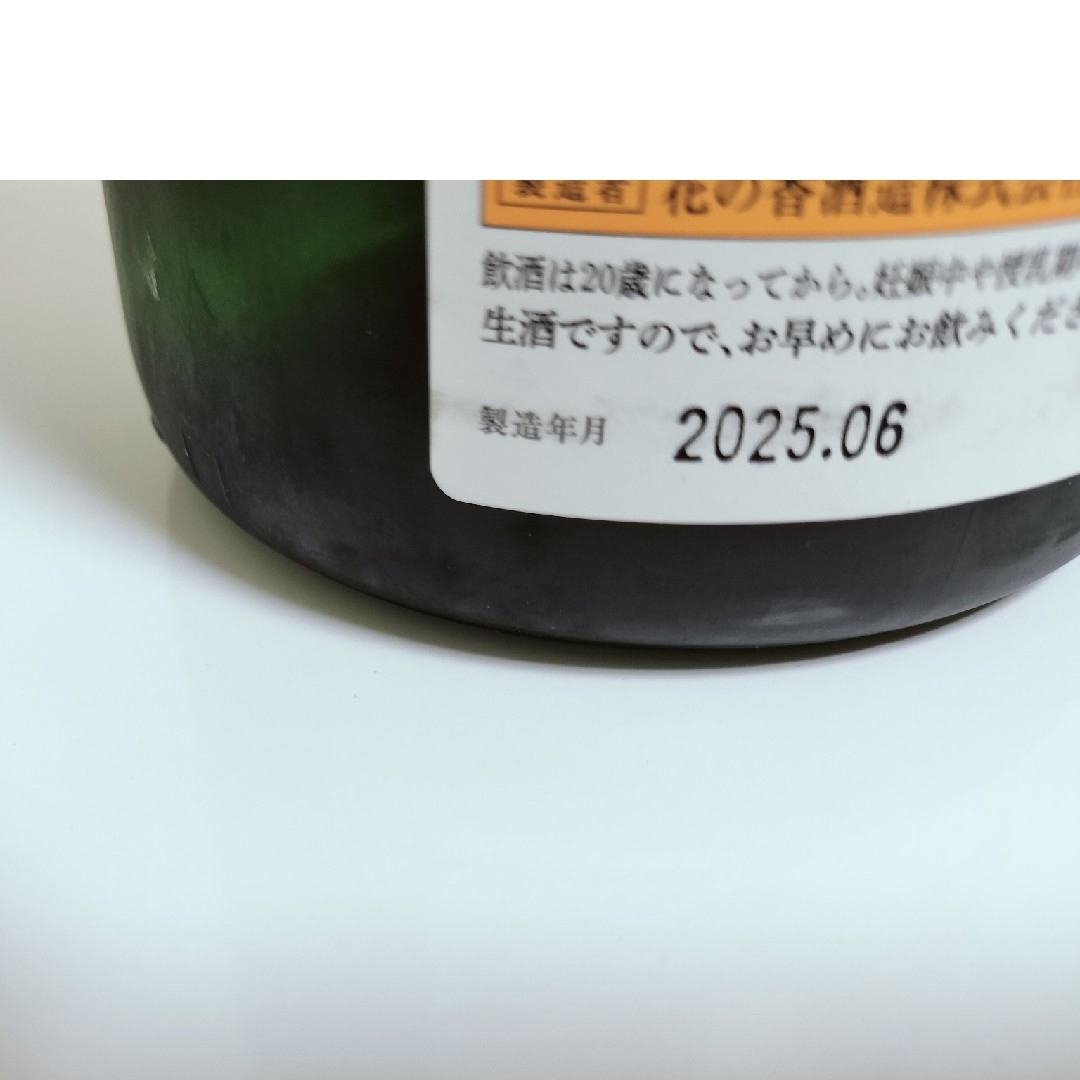 製造者 花の香酒造株式会
飲酒は20歳になってから。妊娠中や授乳期
生酒ですので、お早めにお飲みくださ
製造年月 2025.06